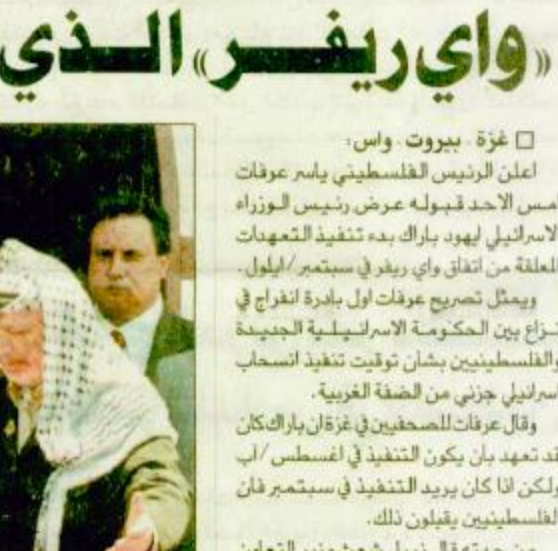 «واي ريفر» الذي
□ غزة . بيروت . واس:
اعلن الرئيس الفلسطيني ياسر عرفات
أمس الاحد قبوله عرض رئيس الوزراء
الاسرائيلي ايهود باراك بدء تنفيذ التعهدات
المعلقة من اتفاق واي ريفر في سبتمبر/ايلول.
ويمثل تصريح عرفات اول بادرة انفراج في
بين الحكومة الاسرائيلية الجديدة
والفلسطينيين بشان توقيت تنفيذ انسحاب
اسرائيلي جزئي من الضفة الغربية.
وقال عرفات للصحفيين في غزة ان باراك كان
قد تعهد بان يكون التنفيذ في اغسطس/آب
ولكن اذا كان يريد التنفيذ في سبتمبر فان
الفلسطينيين يقبلون ذلك.